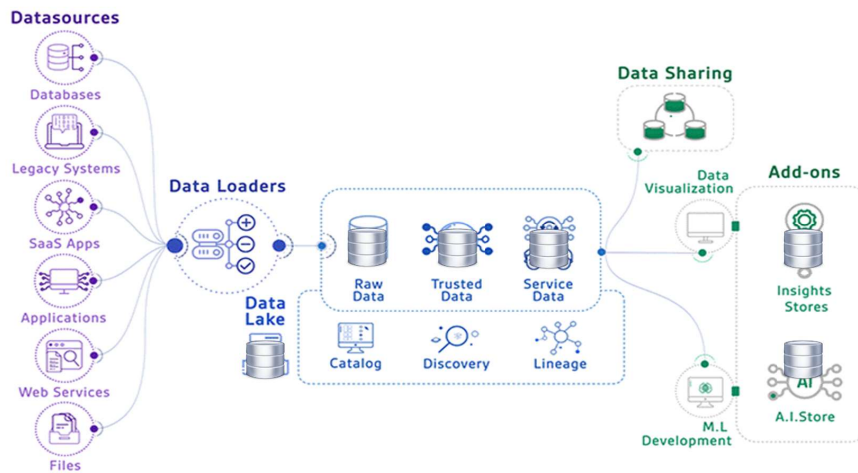 Datasources
Databases
Legacy Systems
SaaS Apps
Applications
Web Services
Files
Data Loaders
Data
Lake
Raw
Data
Trusted
Data
Service
Data
Catalog
Discovery
Lineage
Data Sharing
Data
Visualization
M.L
Development
Add-ons
Insights
Stores
AI
A.I.Store